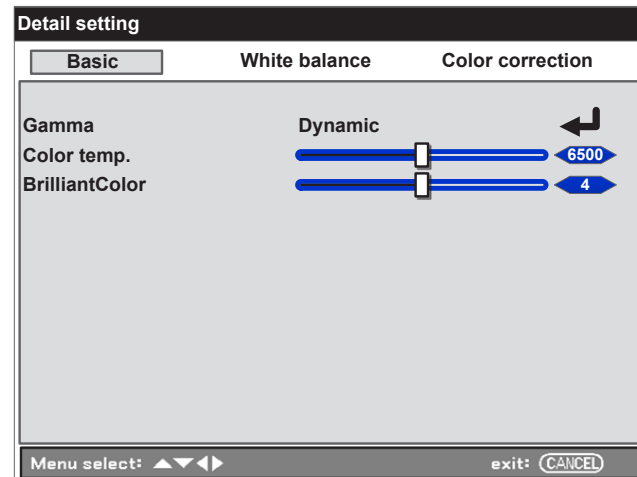 Detail setting
Basic White balance Color correction
Gamma Dynamic
Color temp. 6500
BrilliantColor 4
Menu select: ▲▼◀▶ exit: CANCEL